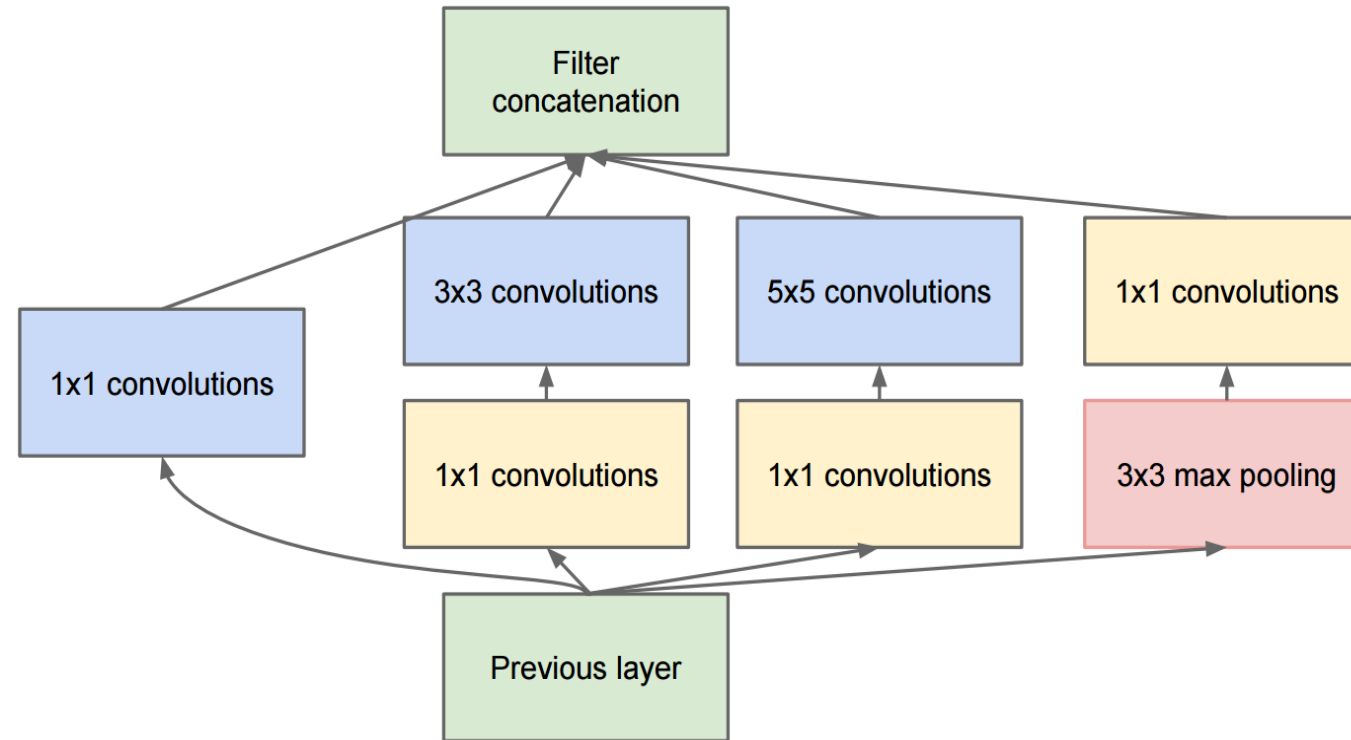 Filter
concatenation
3x3 convolutions
5x5 convolutions
1x1 convolutions
1x1 convolutions
1x1 convolutions
1x1 convolutions
3x3 max pooling
Previous layer